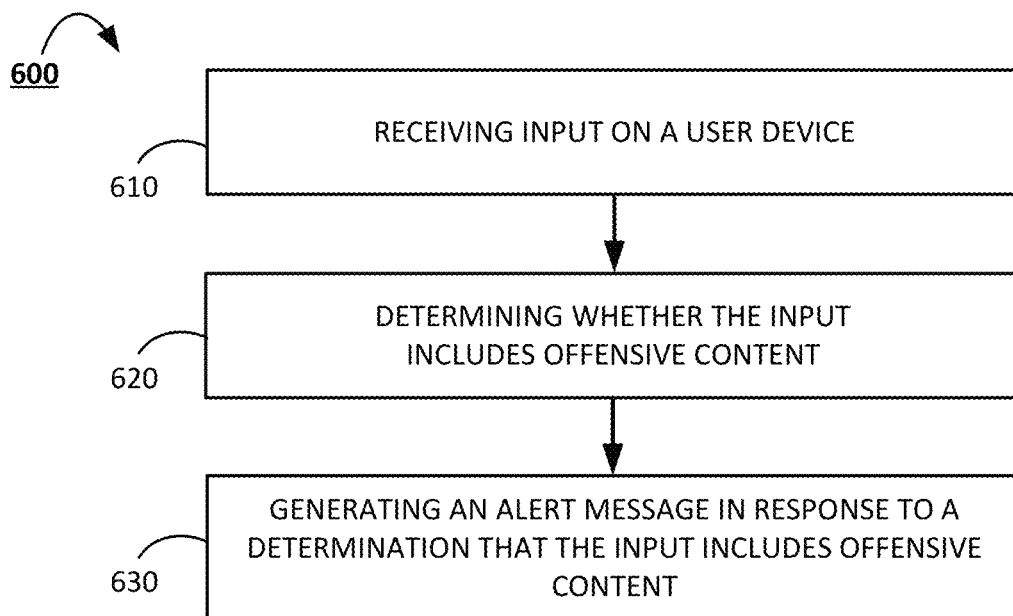 600
RECEIVING INPUT ON A USER DEVICE
610
DETERMINING WHETHER THE INPUT
INCLUDES OFFENSIVE CONTENT
620
GENERATING AN ALERT MESSAGE IN RESPONSE TO A
DETERMINATION THAT THE INPUT INCLUDES OFFENSIVE
CONTENT
630